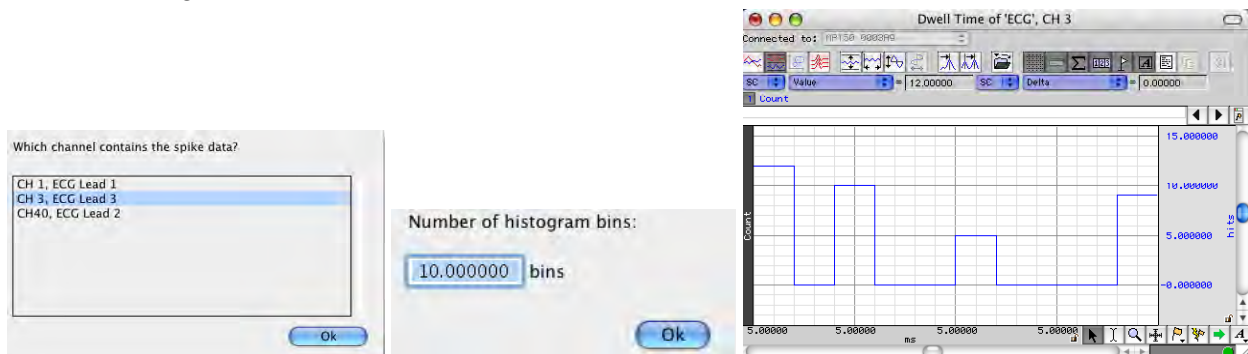 Which channel contains the spike data?
CH 1, ECG Lead 1
CH 3, ECG Lead 3
CH40, ECG Lead 2
Ok
Number of histogram bins:
10.000000 bins
Ok
Dwell Time of 'ECG', CH 3
Connected to:
SC Value = 12.00000 SC Delta = 0.00000
1 Count
15.000000
10.000000
5.000000
-0.000000
Count
hits
5.00000 5.00000 5.00000 5.00000
ms